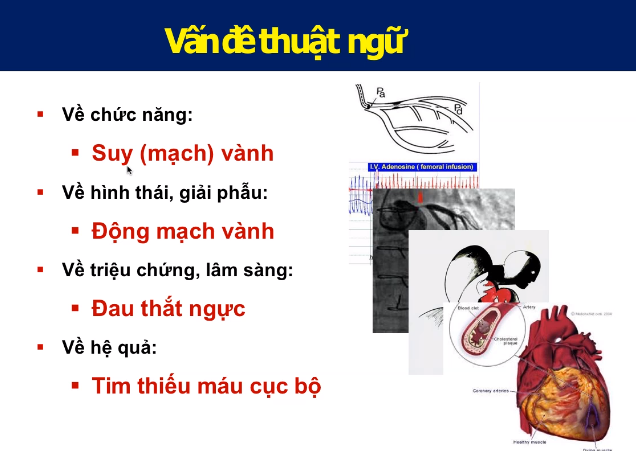 Vấn đề thuật ngữ
Về chức năng:
Suy (mạch) vành
Về hình thái, giải phẫu:
Động mạch vành
Về triệu chứng, lâm sàng:
Đau thắt ngực
Về hệ quả:
Tim thiếu máu cục bộ
Pa
Pd
I.V. Adenosine ( femoral infusion)
Blood clot
Artery
Cholesterol
plaque
Coronary arteries
Healthy muscle